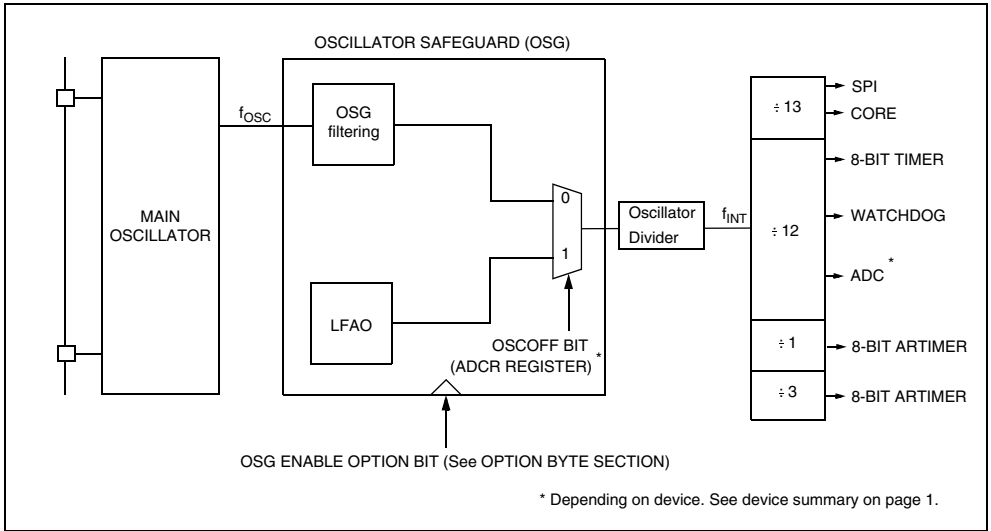 OSCILLATOR SAFEGUARD (OSG)
MAIN
OSCILLATOR
fOSC
OSG
filtering
LFAO
0
1
OSCOFF BIT
(ADCR REGISTER) *
Oscillator
Divider
fINT
÷ 13
÷ 12
÷ 1
÷ 3
SPI
CORE
8-BIT TIMER
WATCHDOG
ADC *
8-BIT ARTIMER
8-BIT ARTIMER
OSG ENABLE OPTION BIT (See OPTION BYTE SECTION)
* Depending on device. See device summary on page 1.